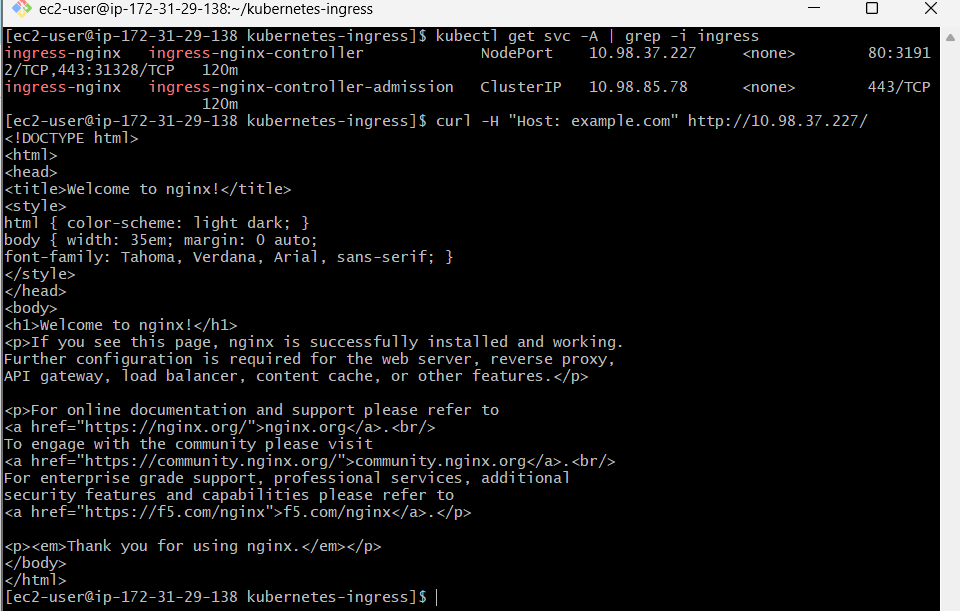 ec2-user@ip-172-31-29-138:~/kubernetes-ingress
[ec2-user@ip-172-31-29-138 kubernetes-ingress]$ kubectl get svc -A | grep -i ingress
ingress-nginx   ingress-nginx-controller             NodePort    10.98.37.227     <none>        80:3191
2/TCP,443:31328/TCP   120m
ingress-nginx   ingress-nginx-controller-admission   ClusterIP   10.98.85.78      <none>        443/TCP
                      120m
[ec2-user@ip-172-31-29-138 kubernetes-ingress]$ curl -H "Host: example.com" http://10.98.37.227/
<!DOCTYPE html>
<html>
<head>
<title>Welcome to nginx!</title>
<style>
html { color-scheme: light dark; }
body { width: 35em; margin: 0 auto;
font-family: Tahoma, Verdana, Arial, sans-serif; }
</style>
</head>
<body>
<h1>Welcome to nginx!</h1>
<p>If you see this page, nginx is successfully installed and working.
Further configuration is required for the web server, reverse proxy,
API gateway, load balancer, content cache, or other features.</p>

<p>For online documentation and support please refer to
<a href="https://nginx.org/">nginx.org</a>.<br/>
To engage with the community please visit
<a href="https://community.nginx.org/">community.nginx.org</a>.<br/>
For enterprise grade support, professional services, additional
security features and capabilities please refer to
<a href="https://f5.com/nginx">f5.com/nginx</a>.</p>

<p><em>Thank you for using nginx.</em></p>
</body>
</html>
[ec2-user@ip-172-31-29-138 kubernetes-ingress]$